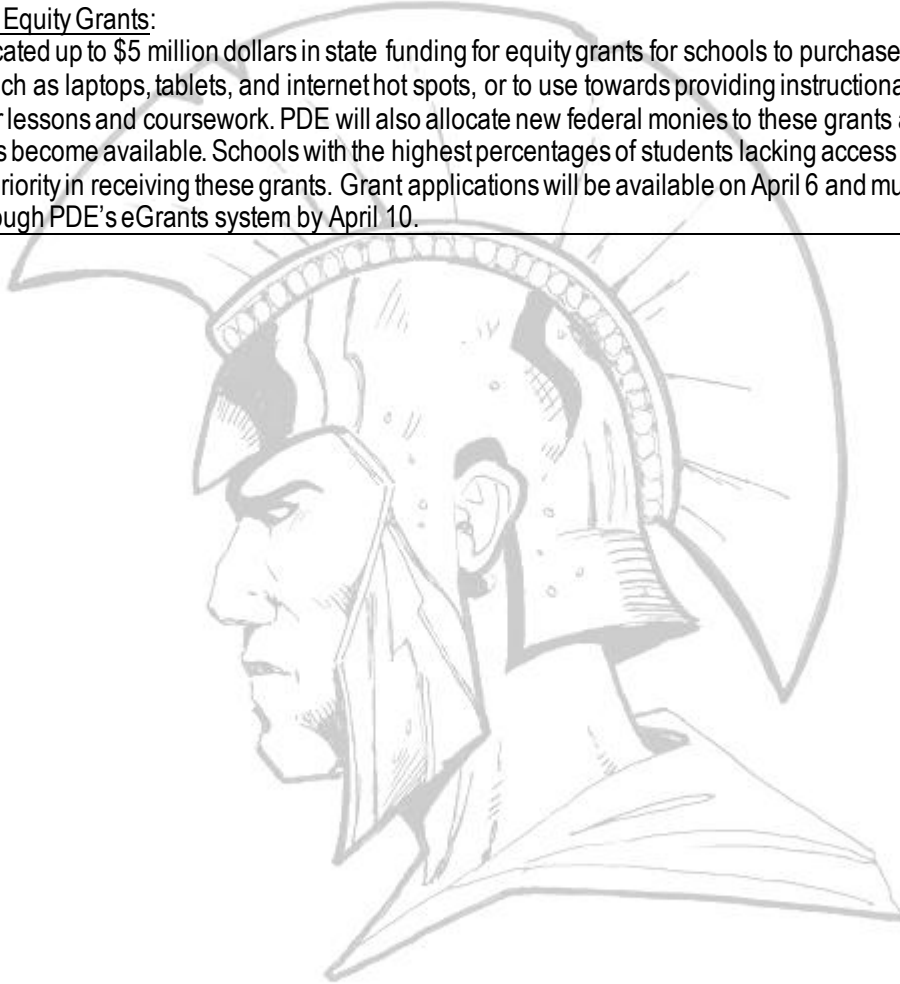 Equity Grants:
cated up to $5 million dollars in state funding for equity grants for schools to purchase
ch as laptops, tablets, and internet hot spots, or to use towards providing instructiona
r lessons and coursework. PDE will also allocate new federal monies to these grants a
s become available. Schools with the highest percentages of students lacking access
riority in receiving these grants. Grant applications will be available on April 6 and mu
ough PDE's eGrants system by April 10.